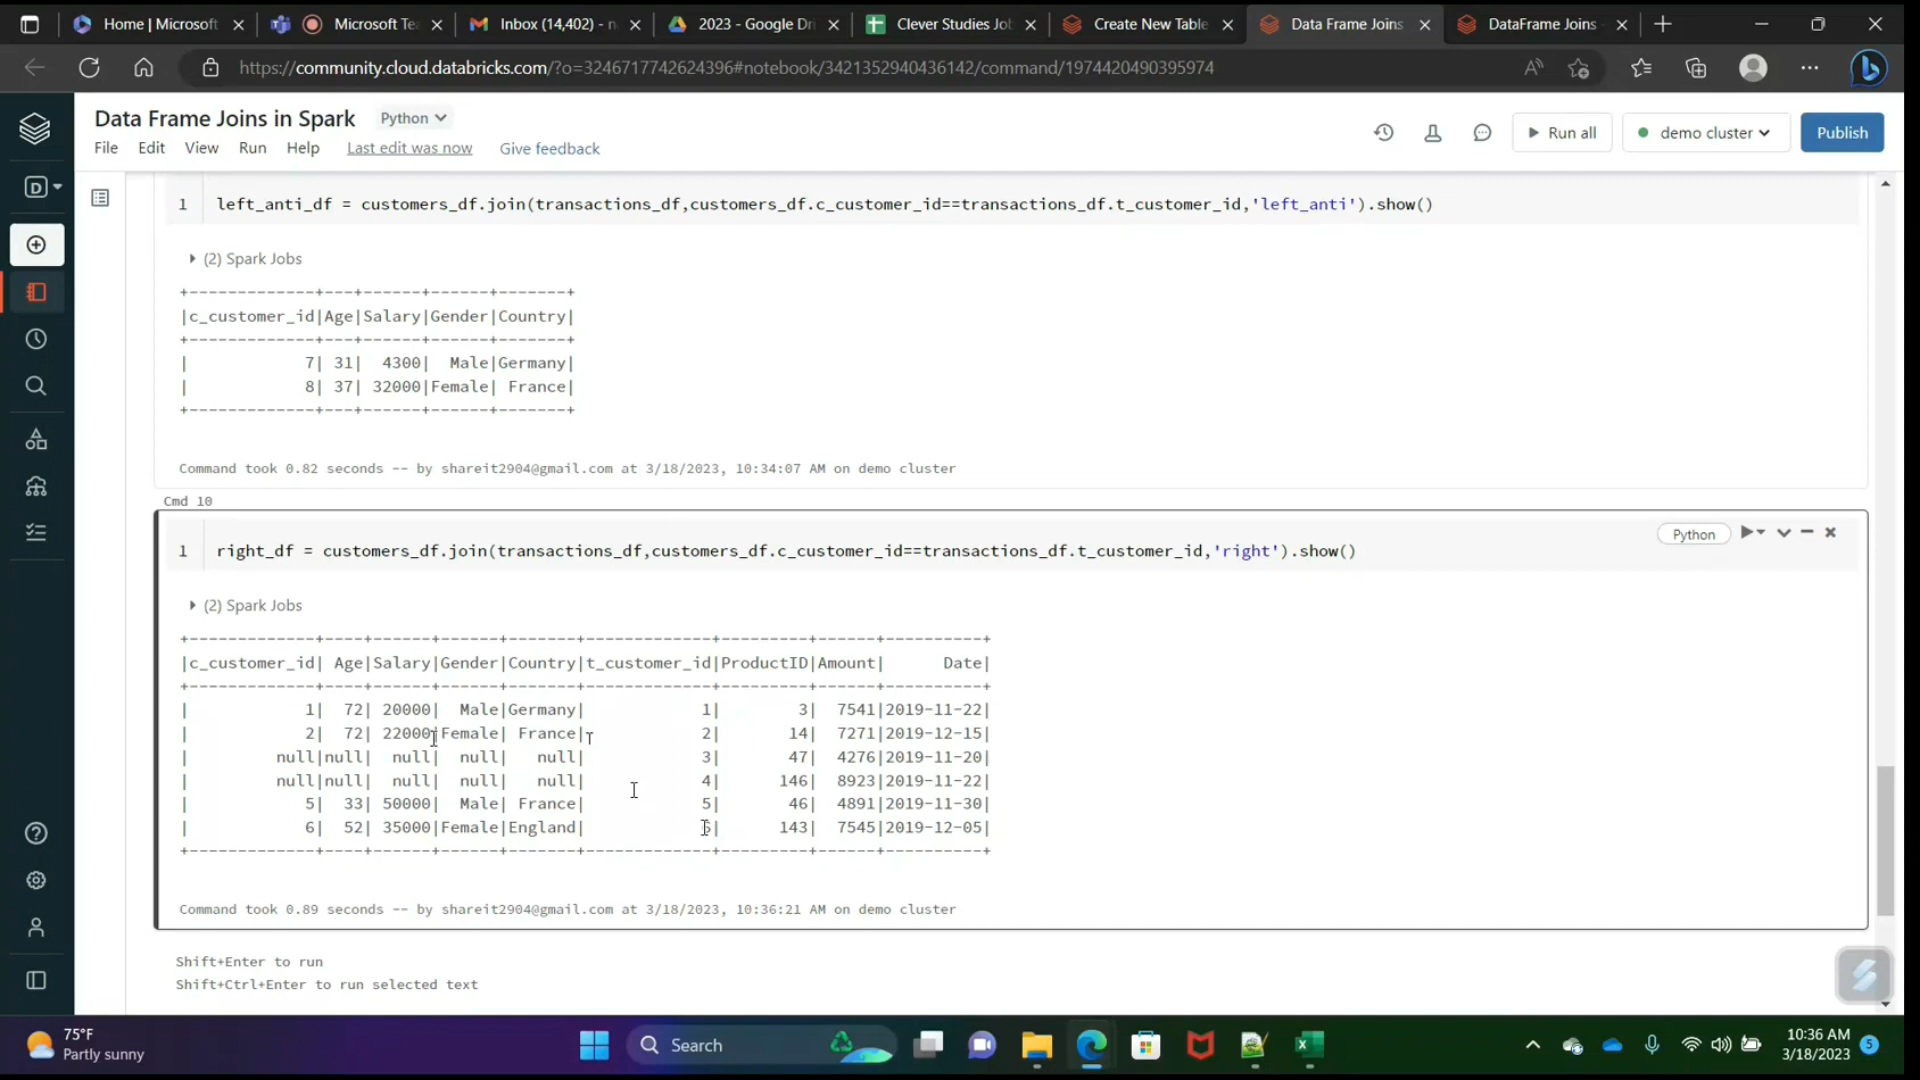 Home | Microsoft
Microsoft Te
Inbox (14,402) - n
2023 - Google Dri
Clever Studies Jo
Create New Table
Data Frame Joins
DataFrame Joins
https://community.cloud.databricks.com/?o=3246717742624396#notebook/3421352940436142/command/1974420490395974
Data Frame Joins in Spark
Python
File Edit View Run Help Last edit was now Give feedback
Run all
demo cluster
Publish
D
1 left_anti_df = customers_df.join(transactions_df,customers_df.c_customer_id==transactions_df.t_customer_id,'left_anti').show()
(2) Spark Jobs
+-------------+---+------+------+-------+
|c_customer_id|Age|Salary|Gender|Country|
+-------------+---+------+------+-------+
|            7| 31|  4300|  Male|Germany|
|            8| 37| 32000|Female| France|
+-------------+---+------+------+-------+
Command took 0.82 seconds -- by shareit2904@gmail.com at 3/18/2023, 10:34:07 AM on demo cluster
Cmd 10
Python
1 right_df = customers_df.join(transactions_df,customers_df.c_customer_id==transactions_df.t_customer_id,'right').show()
(2) Spark Jobs
+-------------+----+------+------+-------+-------------+---------+------+----------+
|c_customer_id| Age|Salary|Gender|Country|t_customer_id|ProductID|Amount|      Date|
+-------------+----+------+------+-------+-------------+---------+------+----------+
|            1|  72| 20000|  Male|Germany|            1|        3|  7541|2019-11-22|
|            2|  72| 22000|Female| France|            2|       14|  7271|2019-12-15|
|         null|null|  null|  null|   null|            3|       47|  4276|2019-11-20|
|         null|null|  null|  null|   null|            4|      146|  8923|2019-11-22|
|            5|  33| 50000|  Male| France|            5|       46|  4891|2019-11-30|
|            6|  52| 35000|Female|England|            6|      143|  7545|2019-12-05|
+-------------+----+------+------+-------+-------------+---------+------+----------+
Command took 0.89 seconds -- by shareit2904@gmail.com at 3/18/2023, 10:36:21 AM on demo cluster
Shift+Enter to run
Shift+Ctrl+Enter to run selected text
75°F
Partly sunny
Search
10:36 AM
3/18/2023
5